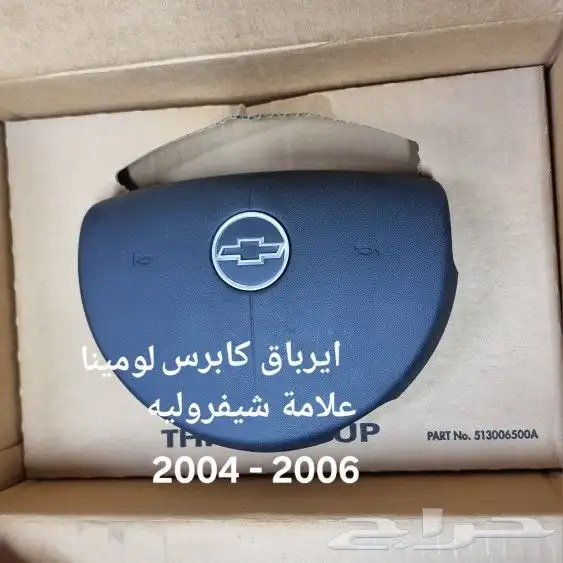 ايرباق كابرس لومينا
علامة شيفروليه
PART No. 513006500A
2004 - 2006
حراج